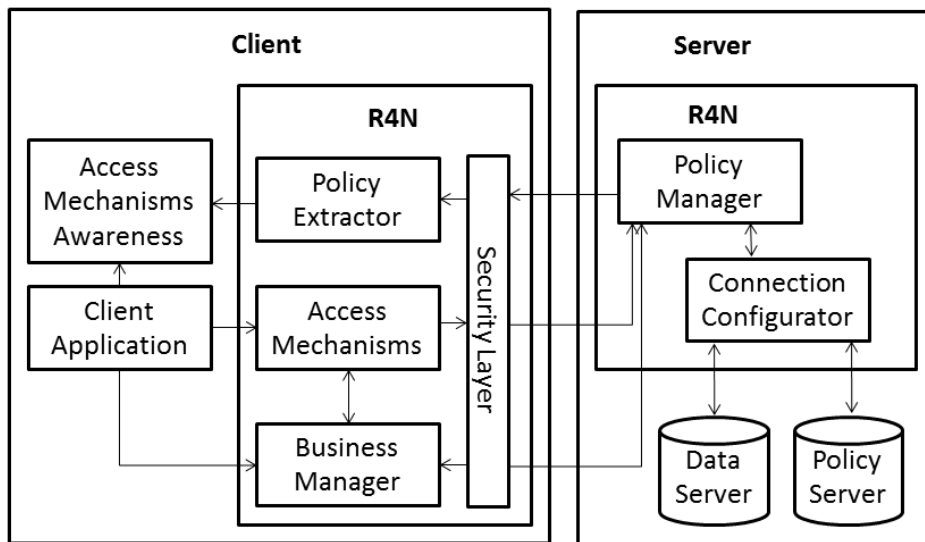 Client
Server
R4N
R4N
Access
Mechanisms
Awareness
Policy
Extractor
Security Layer
Policy
Manager
Client
Application
Access
Mechanisms
Connection
Configurator
Business
Manager
Data
Server
Policy
Server